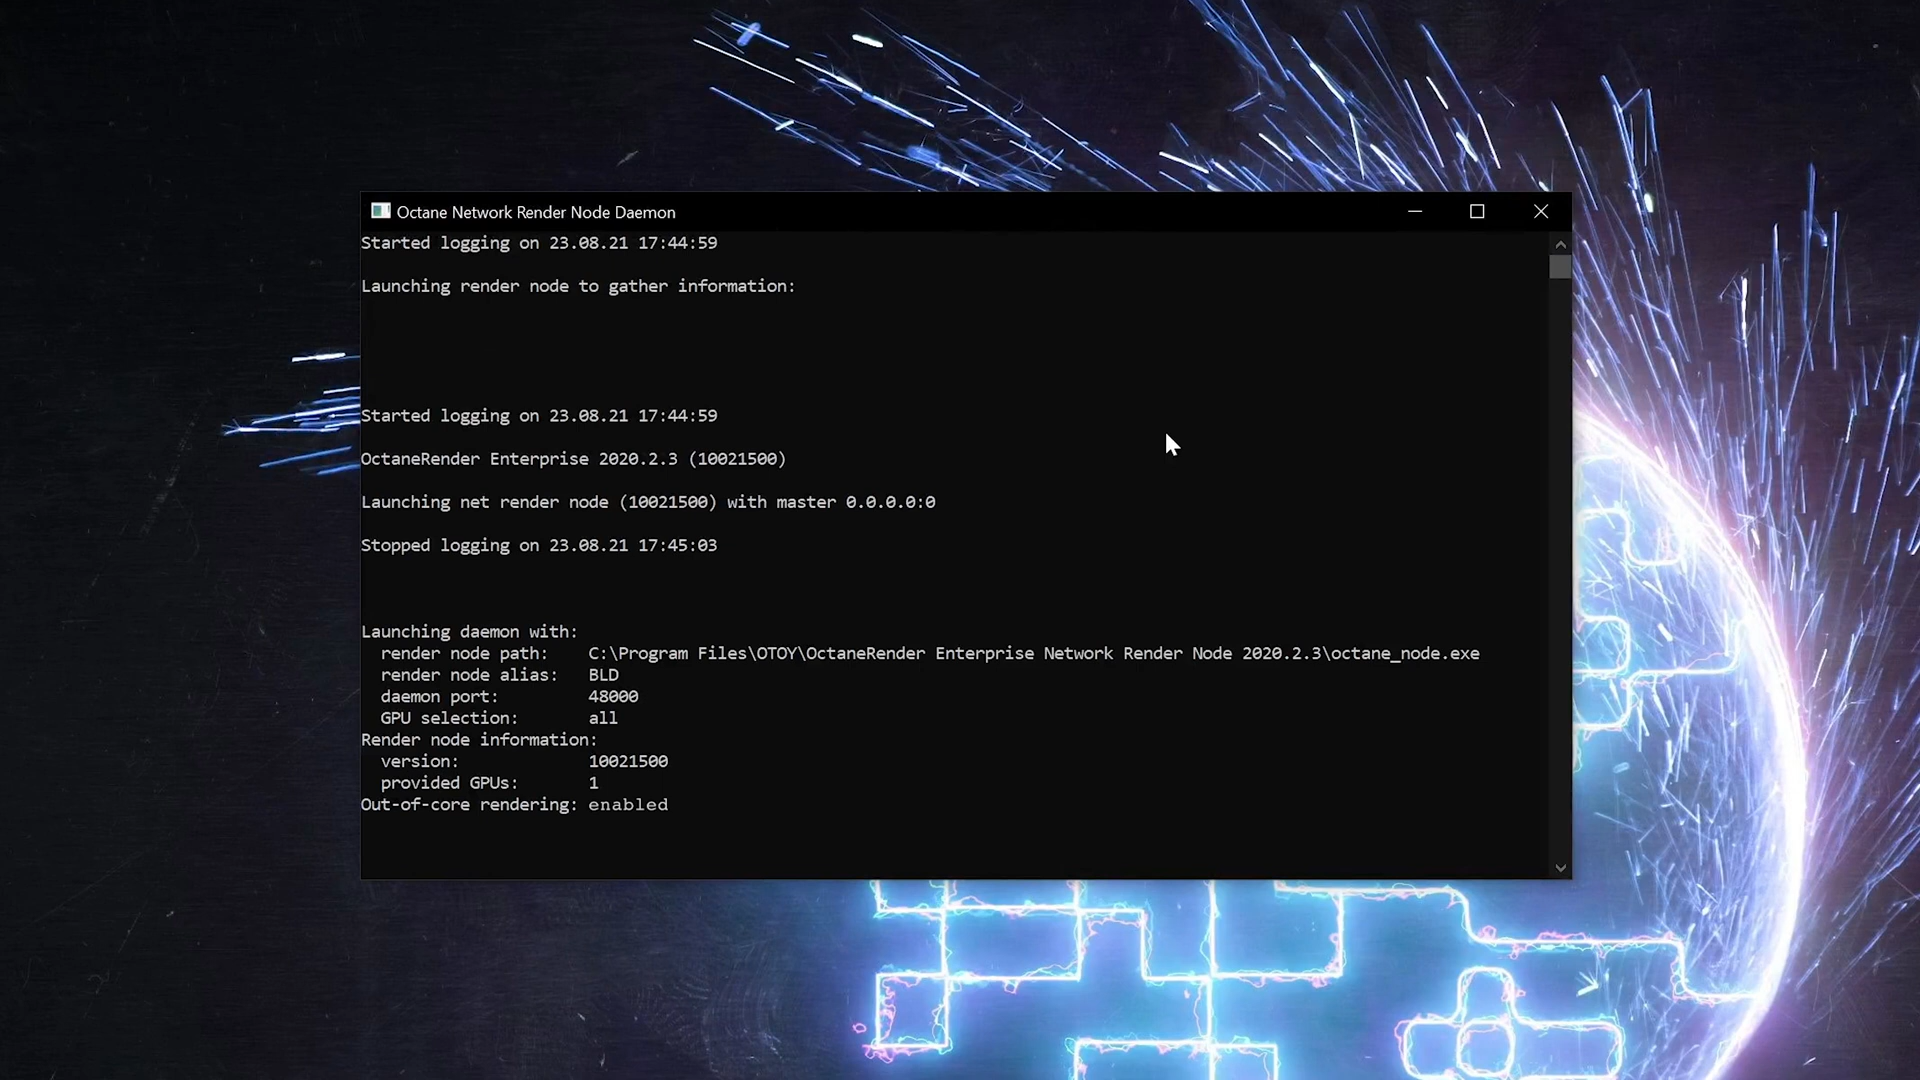 Octane Network Render Node Daemon
Started logging on 23.08.21 17:44:59
Launching render node to gather information:
Started logging on 23.08.21 17:44:59
OctaneRender Enterprise 2020.2.3 (10021500)
Launching net render node (10021500) with master 0.0.0.0:0
Stopped logging on 23.08.21 17:45:03
Launching daemon with:
render node path: C:\Program Files\OTOY\OctaneRender Enterprise Network Render Node 2020.2.3\octane_node.exe
render node alias: BLD
daemon port: 48000
GPU selection: all
Render node information:
version: 10021500
provided GPUs: 1
Out-of-core rendering: enabled